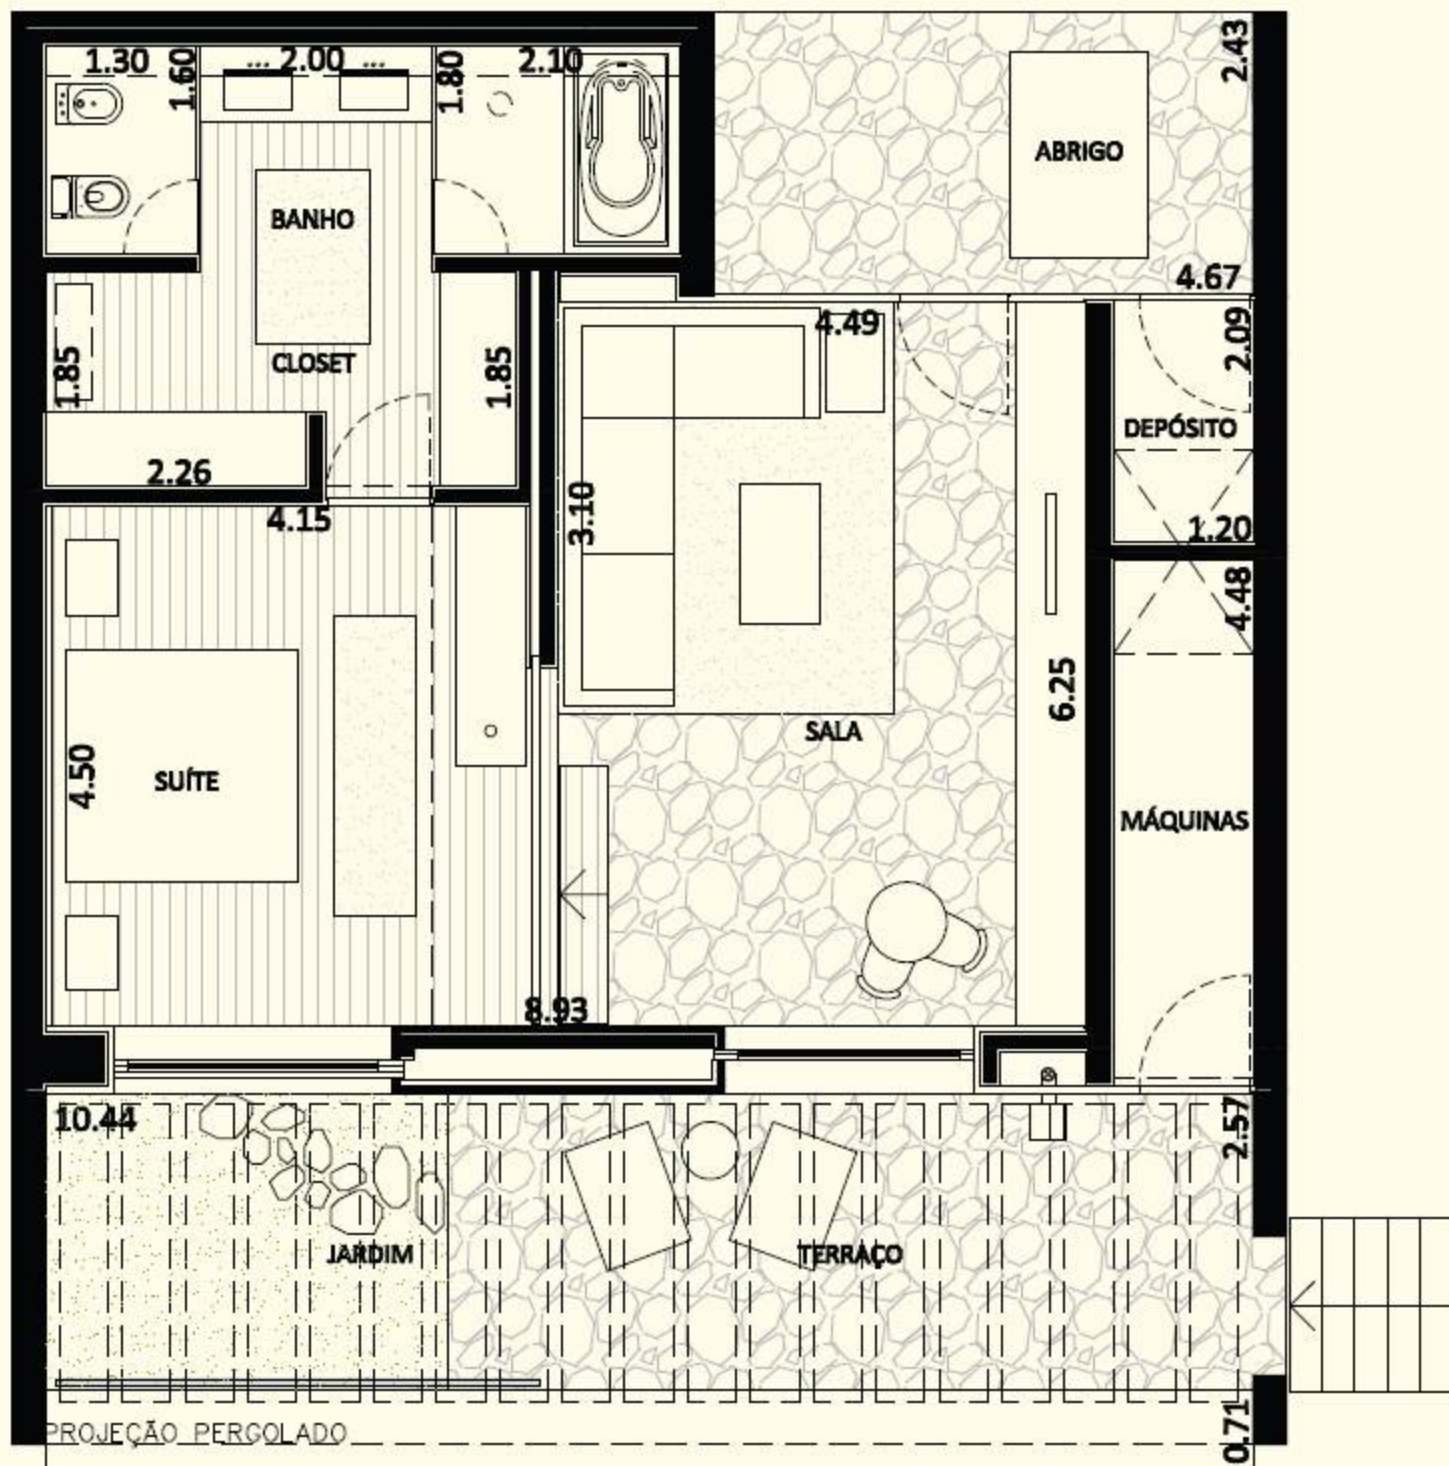 1.30
1.60
... 2.00 ...
1.80
2.10
2.43
ABRIGO
BANHO
4.67
4.49
2.09
1.85
CLOSET
1.85
DEPÓSITO
2.26
4.15
3.10
1.20
4.48
6.25
SALA
4.50
SUÍTE
MÁQUINAS
8.93
10.44
2.57
JARDIM
TERRAÇO
0.71
PROJEÇÃO PERGOLADO